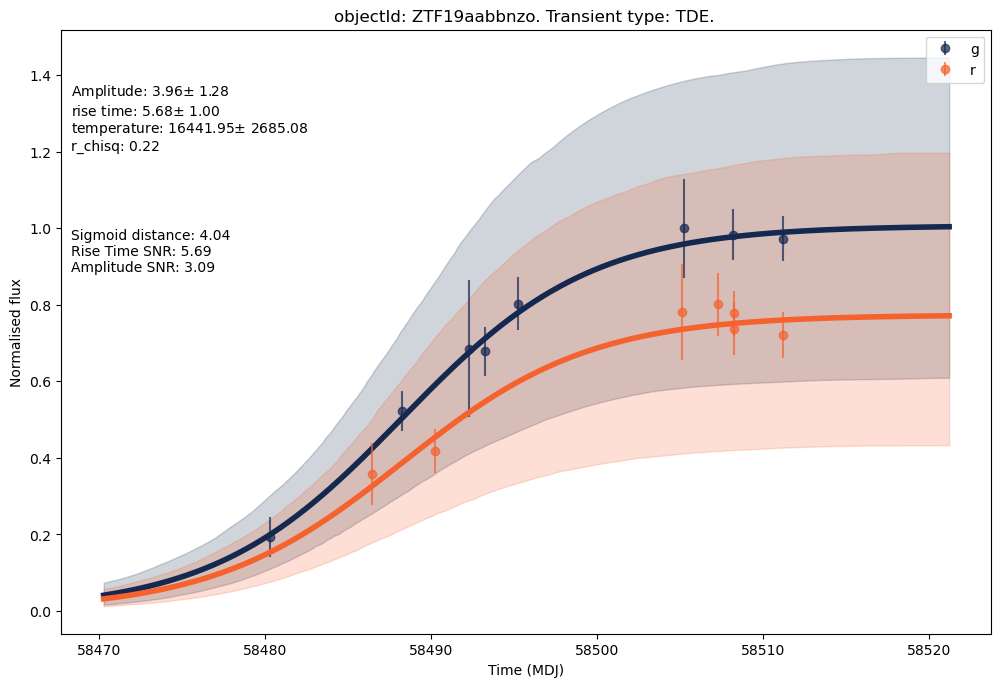 objectId: ZTF19aabbnzo. Transient type: TDE.
g
r
Amplitude: 3.96± 1.28
rise time: 5.68± 1.00
temperature: 16441.95± 2685.08
r_chisq: 0.22
Sigmoid distance: 4.04
Rise Time SNR: 5.69
Amplitude SNR: 3.09
Normalised flux
1.4
1.2
1.0
0.8
0.6
0.4
0.2
0.0
58470 58480 58490 58500 58510 58520
Time (MDJ)